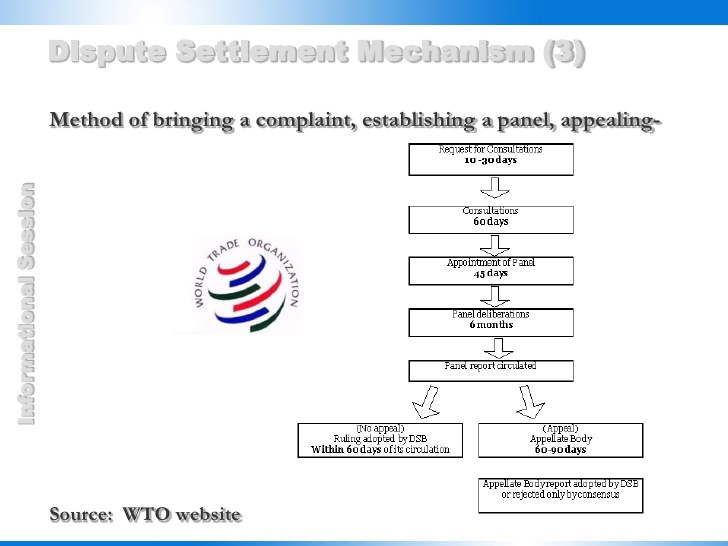 Dispute Settlement Mechanism (3)
Method of bringing a complaint, establishing a panel, appealing-
Informational Session
WORLD TRADE ORGANIZATION
Request for Consultations
10 -30 days
Consultations
60 days
Appointment of Panel
45 days
Panel deliberations
6 months
Panel report circulated
(No appeal)
Ruling adopted by DSB
Within 60 days of its circulation
(Appeal)
Appellate Body
60-90 days
Appellate Body report adopted by DSB
or rejected only by consensus
Source:  WTO website